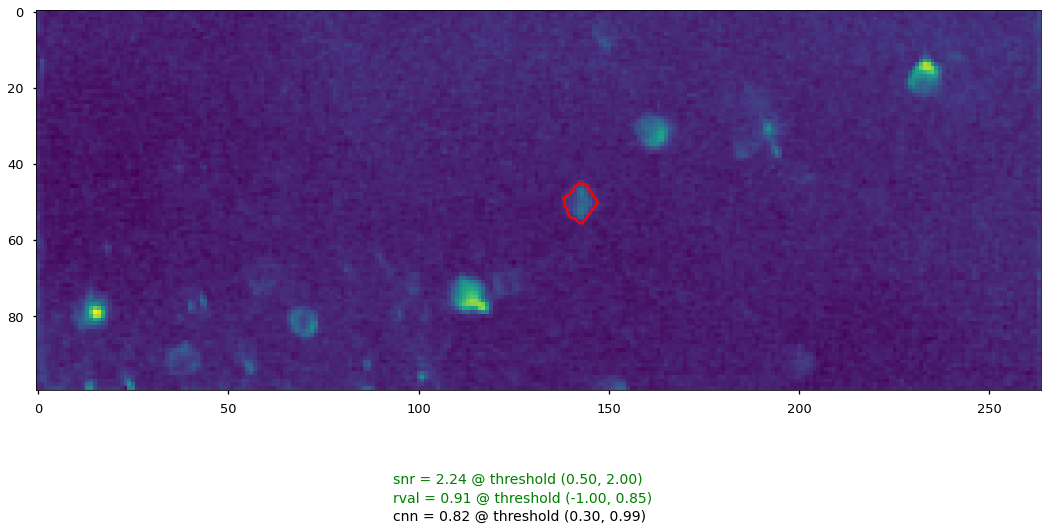 0
20
40
60
80
0 50 100 150 200 250
snr = 2.24 @ threshold (0.50, 2.00)
rval = 0.91 @ threshold (-1.00, 0.85)
cnn = 0.82 @ threshold (0.30, 0.99)